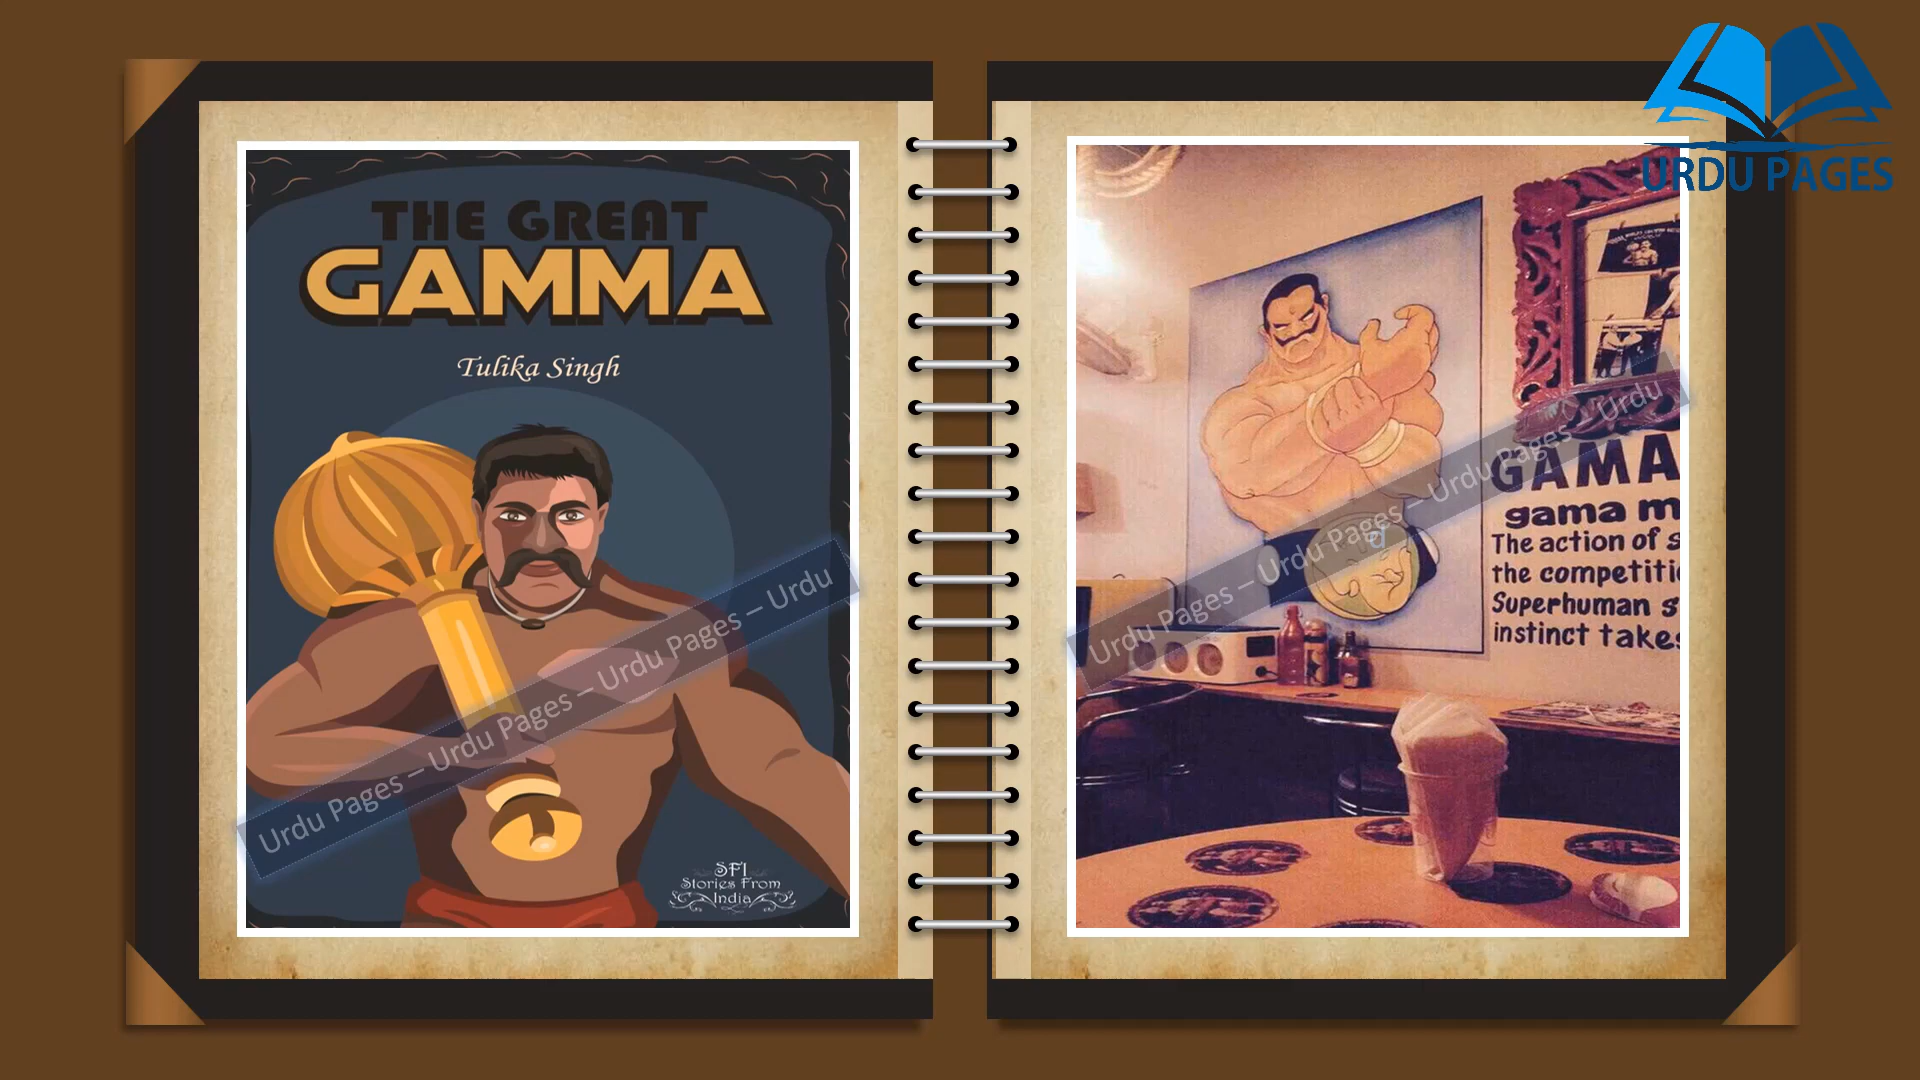 THE GREAT
GAMMA
Tulika Singh
SFI
Stories From
India
Urdu Pages – Urdu Pages – Urdu Pages – Urdu
URDU PAGES
GAMA
gama m
The action of s
the competiti
Superhuman s
instinct takes
Urdu Pages – Urdu Pages – Urdu Pages – Urdu